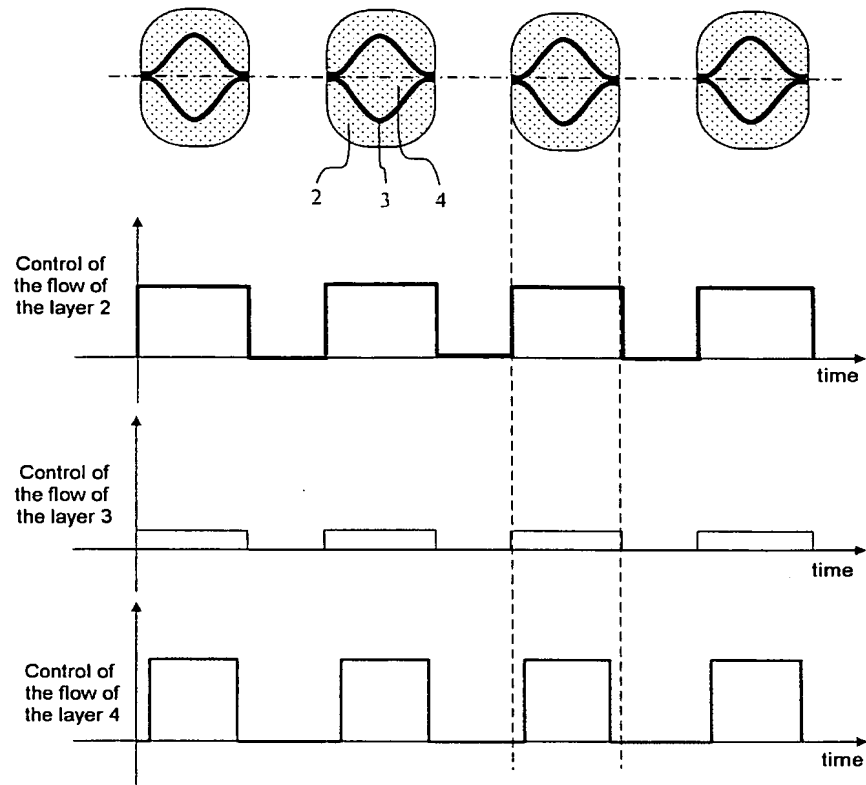 2
3
4
Control of
the flow of
the layer 2
time
Control of
the flow of
the layer 3
time
Control of
the flow of
the layer 4
time